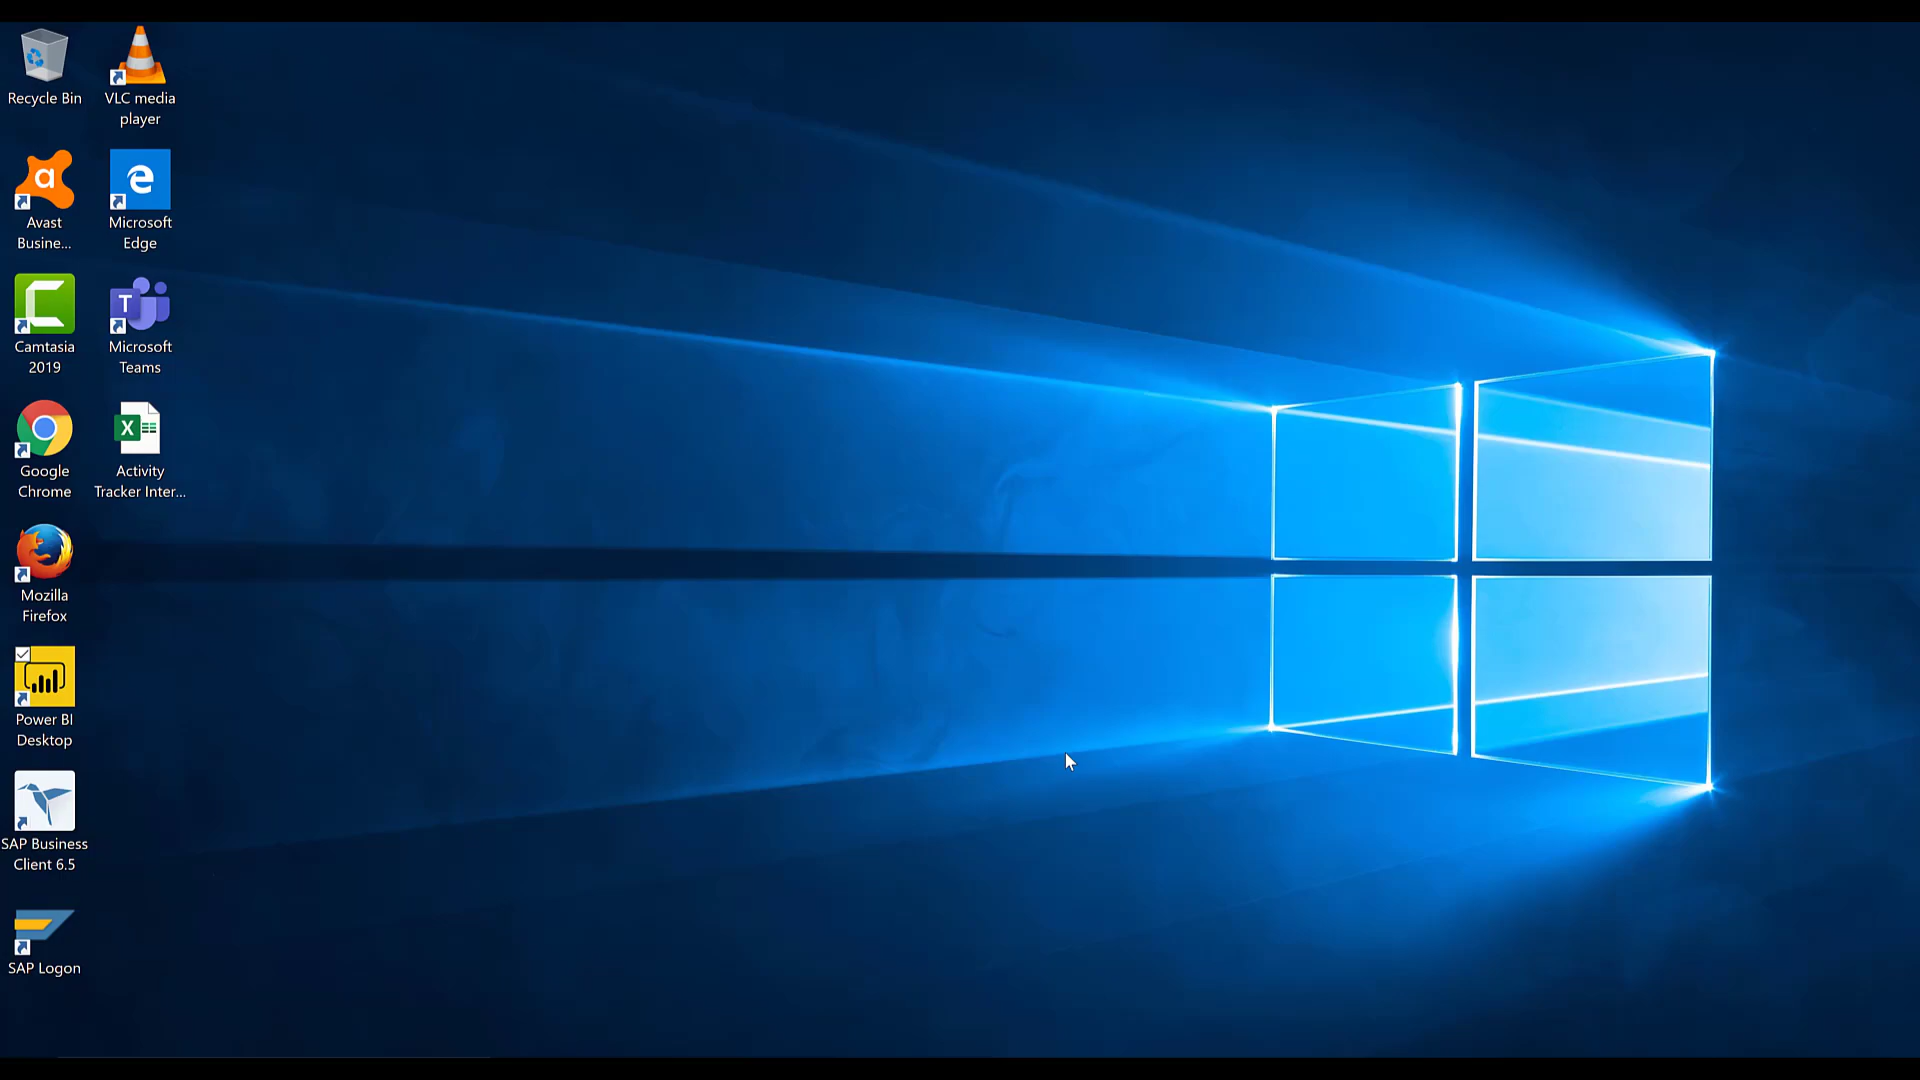 Recycle Bin
VLC media
player
Avast
Busine...
Microsoft
Edge
Camtasia
2019
Microsoft
Teams
Google
Chrome
Activity
Tracker Inter...
Mozilla
Firefox
Power BI
Desktop
SAP Business
Client 6.5
SAP Logon